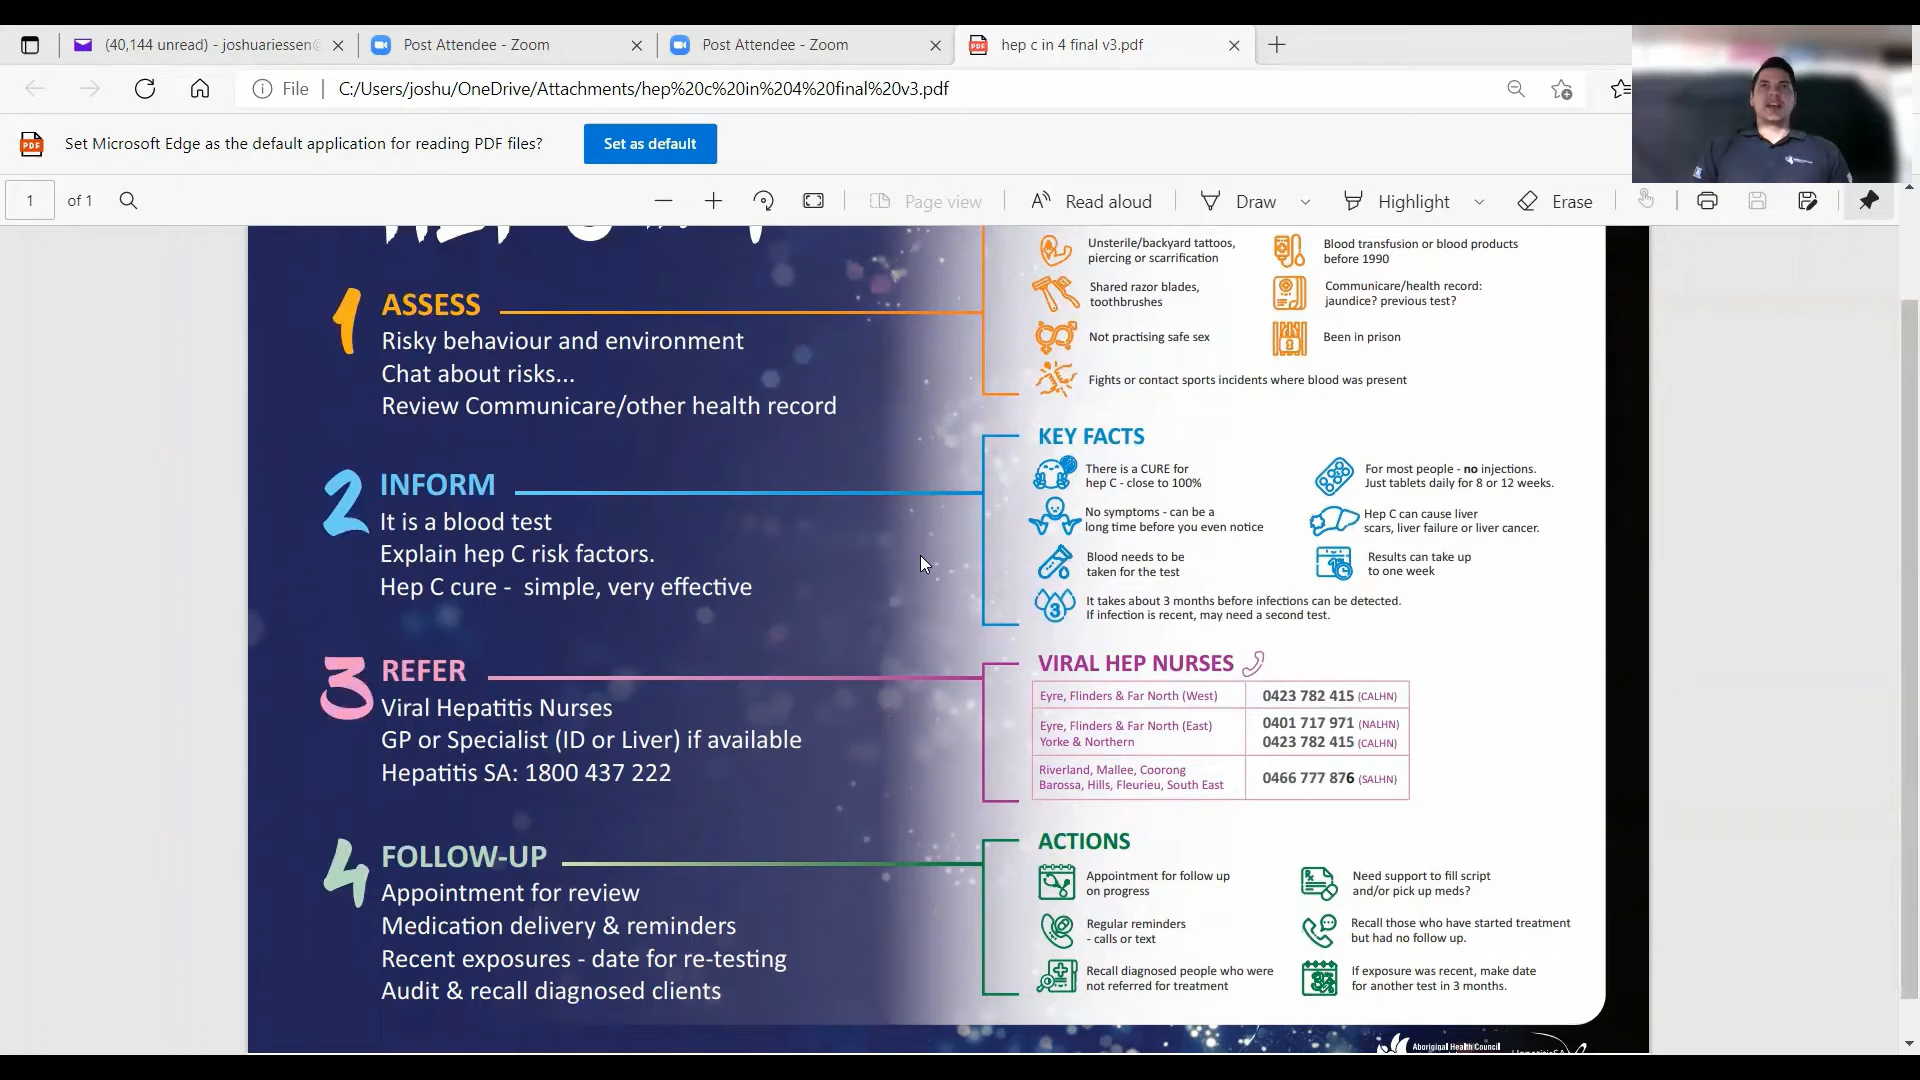 (40,144 unread) - joshuariessen@
Post Attendee - Zoom
Post Attendee - Zoom
hep c in 4 final v3.pdf
File
C:/Users/joshu/OneDrive/Attachments/hep%20c%20in%204%20final%20v3.pdf
Set Microsoft Edge as the default application for reading PDF files?
Set as default
1
of 1
Page view
Read aloud
Draw
Highlight
Erase
1
ASSESS
Risky behaviour and environment
Chat about risks...
Review Communicare/other health record
Unsterile/backyard tattoos,
piercing or scarrification
Blood transfusion or blood products
before 1990
Shared razor blades,
toothbrushes
Communicare/health record:
jaundice? previous test?
Not practising safe sex
Been in prison
Fights or contact sports incidents where blood was present
2
INFORM
It is a blood test
Explain hep C risk factors.
Hep C cure - simple, very effective
KEY FACTS
There is a CURE for
hep C - close to 100%
For most people - no injections.
Just tablets daily for 8 or 12 weeks.
No symptoms - can be a
long time before you even notice
Hep C can cause liver
scars, liver failure or liver cancer.
Blood needs to be
taken for the test
Results can take up
to one week
3
It takes about 3 months before infections can be detected.
If infection is recent, may need a second test.
3
REFER
Viral Hepatitis Nurses
GP or Specialist (ID or Liver) if available
Hepatitis SA: 1800 437 222
VIRAL HEP NURSES
Eyre, Flinders & Far North (West)
0423 782 415 (CALHN)
Eyre, Flinders & Far North (East)
Yorke & Northern
0401 717 971 (NALHN)
0423 782 415 (CALHN)
Riverland, Mallee, Coorong
Barossa, Hills, Fleurieu, South East
0466 777 876 (SALHN)
4
FOLLOW-UP
Appointment for review
Medication delivery & reminders
Recent exposures - date for re-testing
Audit & recall diagnosed clients
ACTIONS
Appointment for follow up
on progress
Need support to fill script
and/or pick up meds?
Regular reminders
- calls or text
Recall those who have started treatment
but had no follow up.
Recall diagnosed people who were
not referred for treatment
If exposure was recent, make date
for another test in 3 months.
Aboriginal Health Council